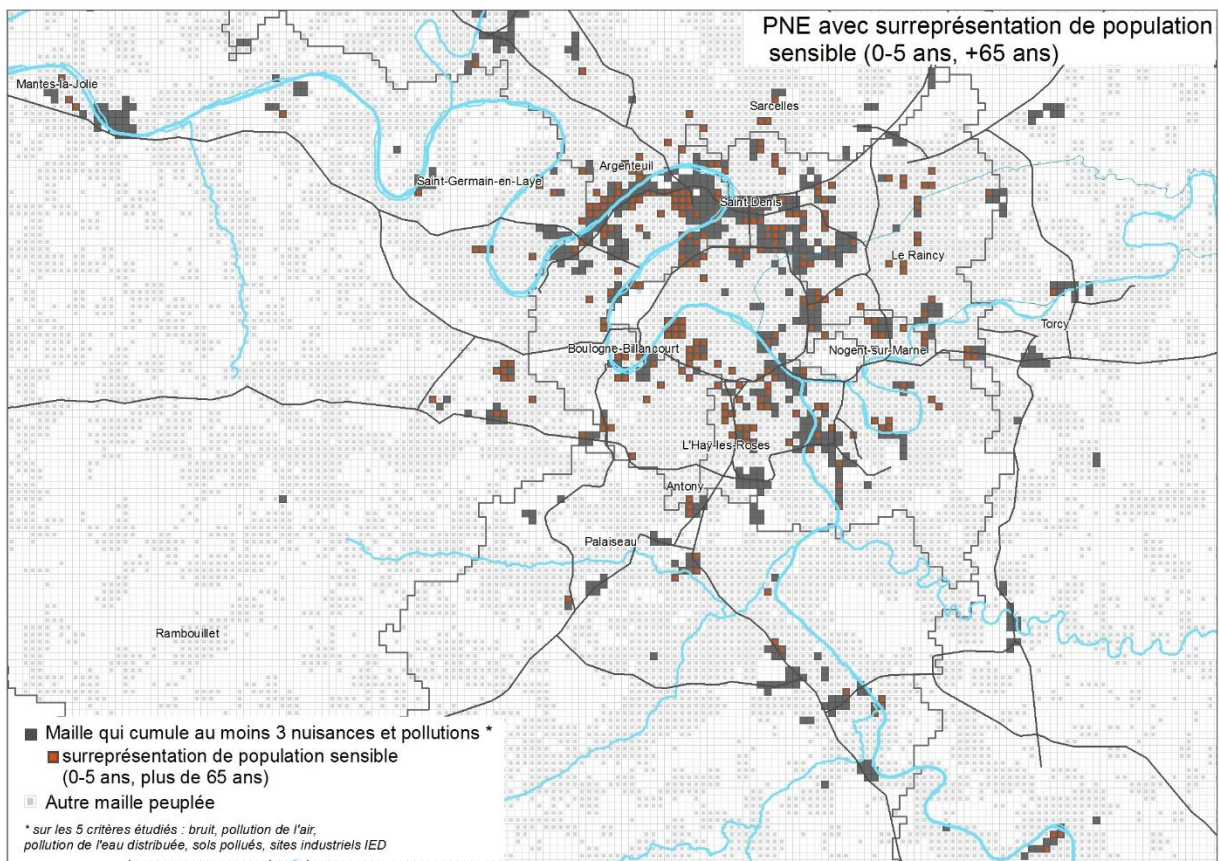 PNE avec surreprésentation de population
sensible (0-5 ans, +65 ans)
Mantes-la-Jolie
Sarcelles
Argenteuil
Saint-Germain-en-Laye
Saint-Denis
Le Raincy
Torcy
Boulogne-Billancourt
Nogent-sur-Marne
L'Haÿ-les-Roses
Antony
Palaiseau
Rambouillet
Maille qui cumule au moins 3 nuisances et pollutions *
surreprésentation de population sensible
(0-5 ans, plus de 65 ans)
Autre maille peuplée
* sur les 5 critères étudiés : bruit, pollution de l'air,
pollution de l'eau distribuée, sols pollués, sites industriels IED